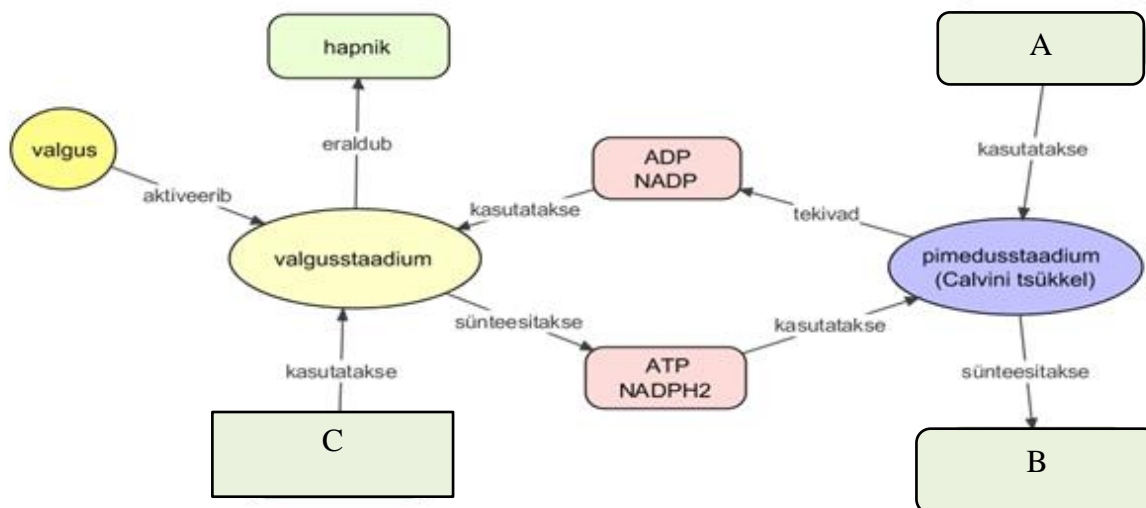 hapnik
A
eraldub
kasutatakse
valgus
ADP
NADP
aktiveerib
kasutatakse
tekivad
valgusstaadium
pimedusstaadium
(Calvini tsükkel)
sünteesitakse
kasutatakse
kasutatakse
ATP
NADPH2
sünteesitakse
C
B